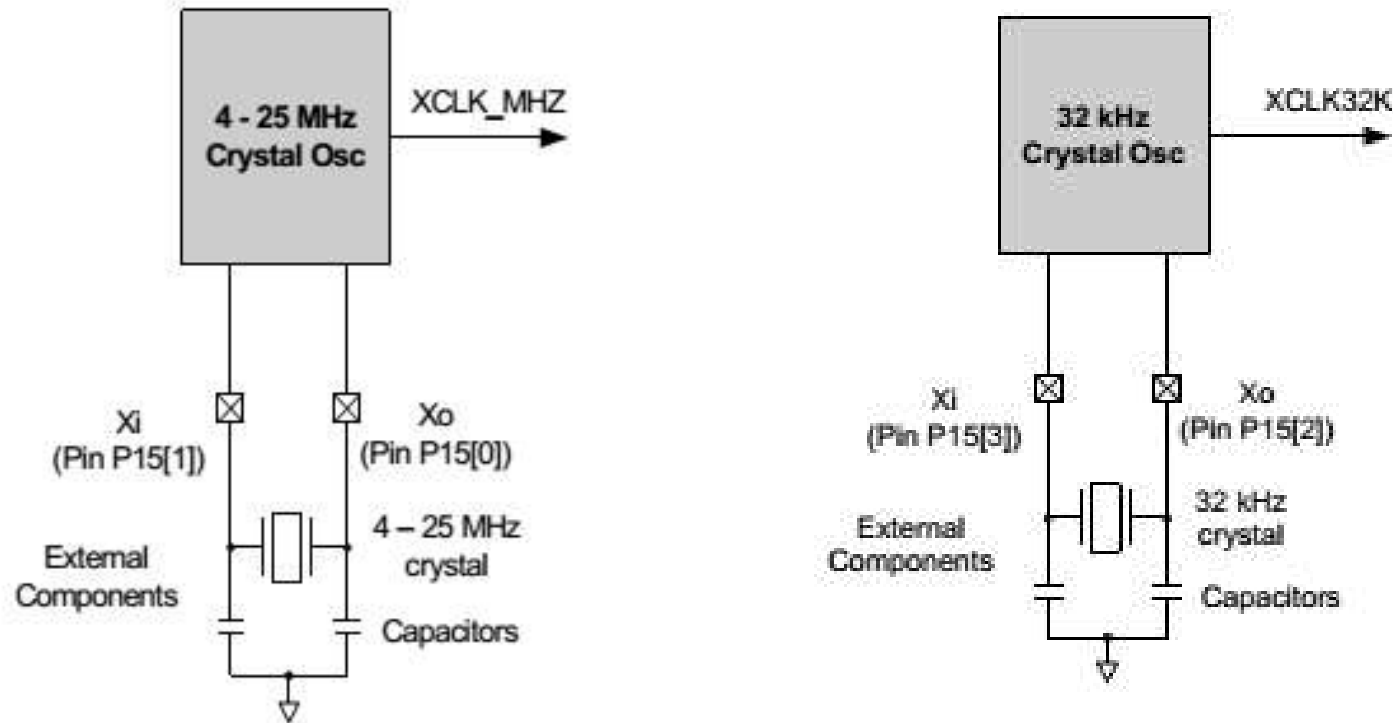 4 - 25 MHz
Crystal Osc
XCLK_MHZ
Xi
(Pin P15[1])
Xo
(Pin P15[0])
4 – 25 MHz
crystal
External
Components
Capacitors
32 kHz
Crystal Osc
XCLK32K
Xi
(Pin P15[3])
Xo
(Pin P15[2])
32 kHz
crystal
External
Components
Capacitors